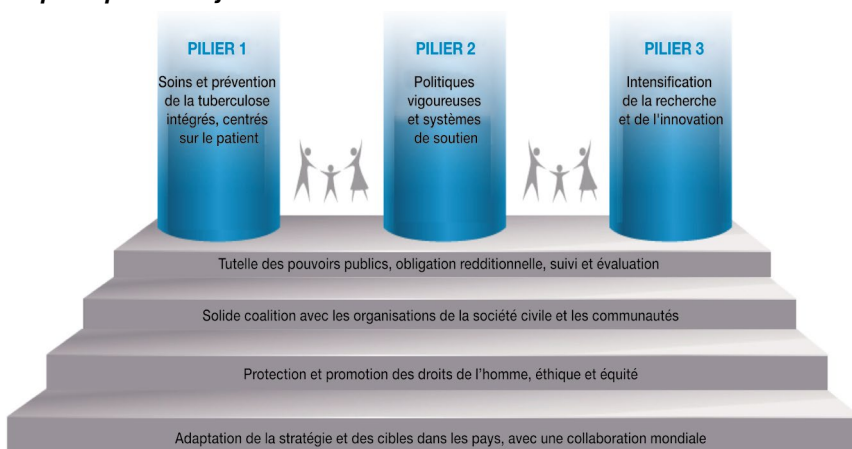 PILIER 1
Soins et prévention
de la tuberculose
intégrés, centrés
sur le patient
PILIER 2
Politiques
vigoureuses
et systèmes
de soutien
PILIER 3
Intensification
de la recherche
et de l'innovation
Tutelle des pouvoirs publics, obligation redditionnelle, suivi et évaluation
Solide coalition avec les organisations de la société civile et les communautés
Protection et promotion des droits de l'homme, éthique et équité
Adaptation de la stratégie et des cibles dans les pays, avec une collaboration mondiale